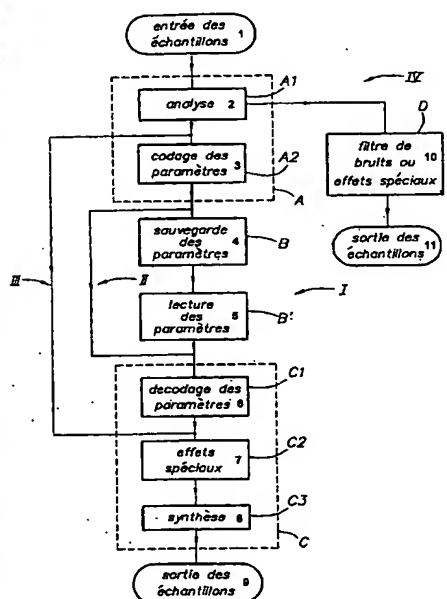 entrée des
échantillons 1
A1
IV
analyse 2
D
codage des
paramètres 3
A2
A
filtre de
bruits ou 10
effets spéciaux
sauvegarde
des 4
paramètres
B
sortie des
échantillons 11
III
II
I
lecture
des 5
paramètres
B'
decodage des
paramètres 6
C1
effets
spéciaux 7
C2
synthèse 8
C3
C
sortie des
échantillons 9